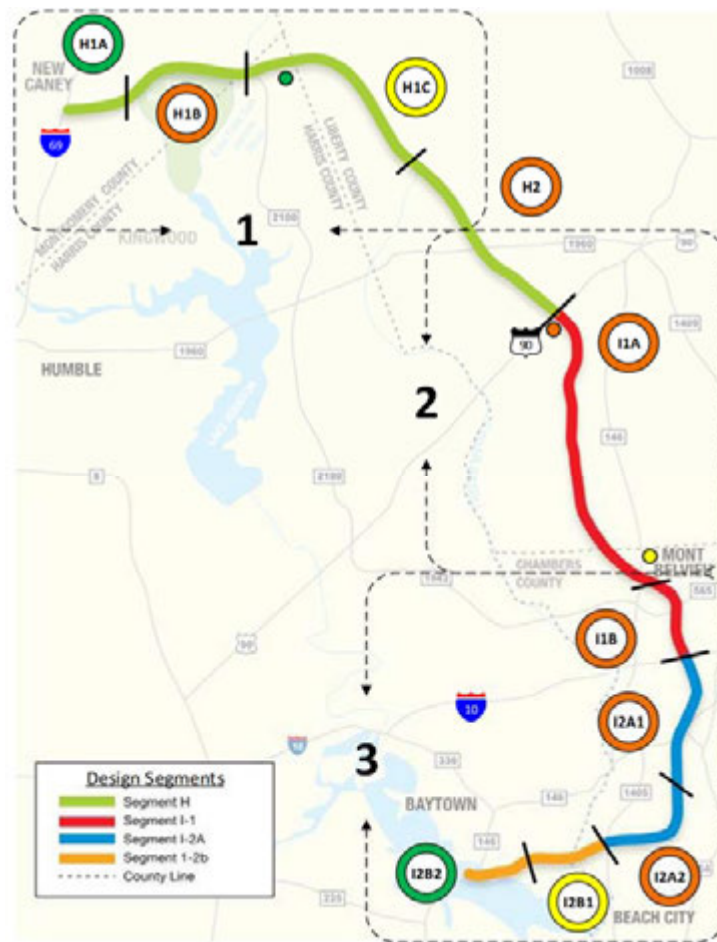 H1A
NEW
CANEY
H1B
H1C
69
1008
LIBERTY COUNTY
HARRIS COUNTY
MONTGOMERY COUNTY
HARRIS COUNTY
H2
KINGWOOD
1
2100
1960
90
1409
90
I1A
HUMBLE
1960
2
146
2100
MONT
BELVIEU
CHAMBERS
COUNTY
565
90
I1B
10
I2A1
3
BAYTOWN
146
1405
146
Design Segments
Segment H
Segment I-1
Segment I-2A
Segment 1-2b
County Line
I2B2
I2B1
I2A2
BEACH CITY